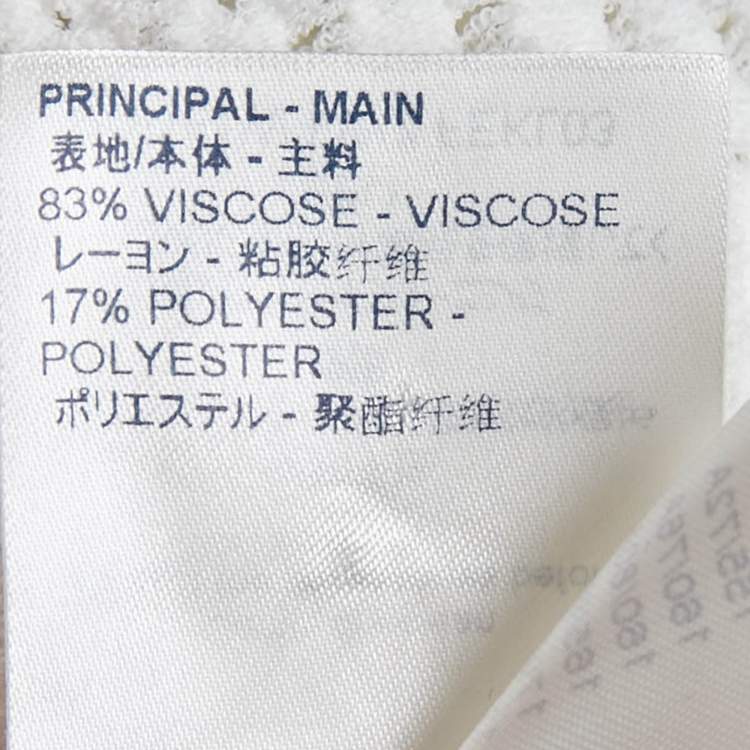 PRINCIPAL - MAIN
表地/本体 - 主料
83% VISCOSE - VISCOSE
レーヨン - 粘胶纤维
17% POLYESTER -
POLYESTER
ポリエステル - 聚酯纤维